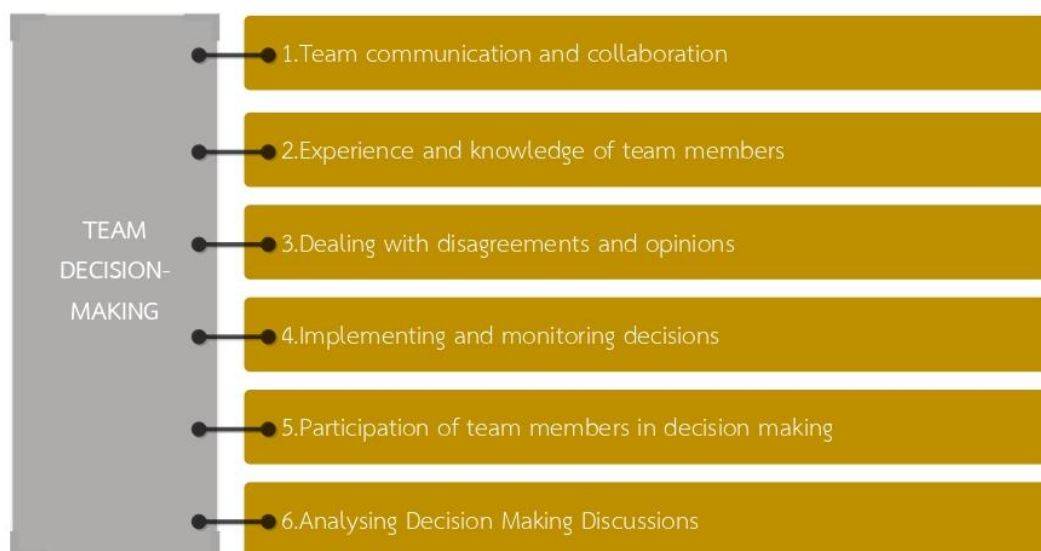 TEAM
DECISION-
MAKING
1.Team communication and collaboration
2.Experience and knowledge of team members
3.Dealing with disagreements and opinions
4.Implementing and monitoring decisions
5.Participation of team members in decision making
6.Analysing Decision Making Discussions